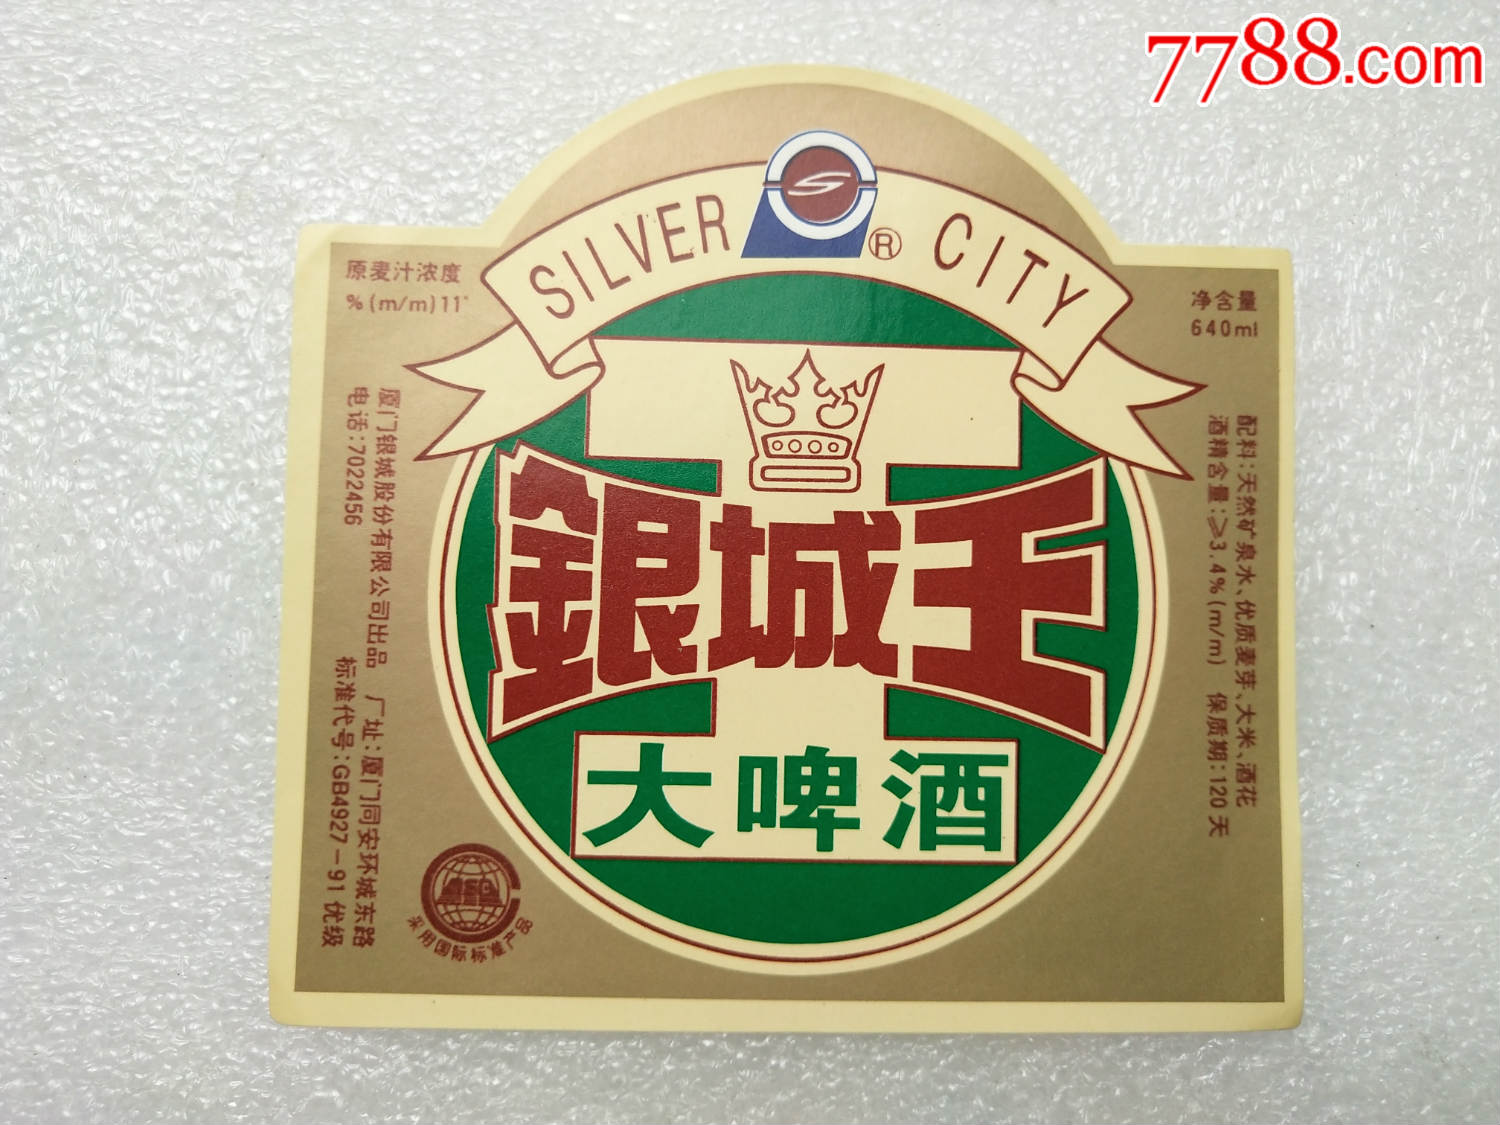 7788.com
SILVER CITY
®
原麦汁浓度
%(m/m)11°
净含量
640ml
銀城王
大啤酒
厦门银城股份有限公司出品 厂址:厦门同安环城东路
电话:7022456 标准代号:GB4927-91优级
配料:天然矿泉水、优质麦芽、大米、酒花
酒精含量:≥3.4%(m/m) 保质期:120天
采用国际标准产品